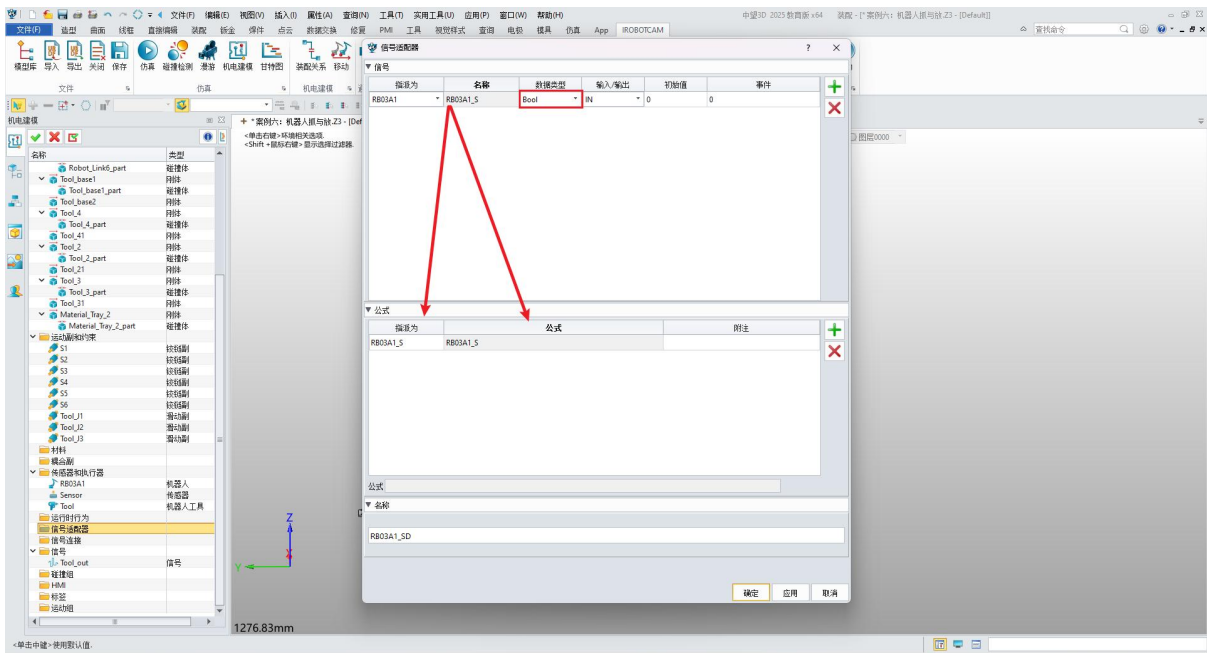 文件(F) 编辑(E) 视图(V) 插入(I) 属性(A) 查询(N) 工具(T) 实用工具(U) 应用(P) 窗口(W) 帮助(H) 中望3D 2025 教育版 x64 装配 - [* 案例六：机器人抓与放.Z3 - [Default]]
文件(F) 造型 曲面 线框 直接编辑 装配 钣金 焊件 点云 数据交换 修复 PMI 工具 视觉样式 查询 电极 模具 仿真 App IROBOTCAM 查找命令
模型库 导入 导出 关闭 保存 仿真 碰撞检测 漫游 机电建模 甘特图 装配关系 移动
文件 仿真 机电建模
机电建模
+ * 案例六：机器人抓与放.Z3 - [Def
<单击右键>环境相关选项.
<Shift +鼠标右键> 显示选择过滤器.
图层0000
名称 类型
Robot_Link6_part 碰撞体
Tool_base1 刚体
Tool_base1_part 碰撞体
Tool_base2 刚体
Tool_4 刚体
Tool_4_part 碰撞体
Tool_41 刚体
Tool_2 刚体
Tool_2_part 碰撞体
Tool_21 刚体
Tool_3 刚体
Tool_3_part 碰撞体
Tool_31 刚体
Material_Tray_2 刚体
Material_Tray_2_part 碰撞体
运动副和约束
S1 铰链副
S2 铰链副
S3 铰链副
S4 铰链副
S5 铰链副
S6 铰链副
Tool_J1 滑动副
Tool_J2 滑动副
Tool_J3 滑动副
材料
耦合副
传感器和执行器
RB03A1 机器人
Sensor 传感器
Tool 机器人工具
运行时行为
信号适配器
信号连接
信号
Tool_out 信号
碰撞组
HMI
标签
运动组
信号适配器 ? ×
信号
指派为 名称 数据类型 输入/输出 初始值 事件
RB03A1 RB03A1_S Bool IN 0 0
公式
指派为 公式 附注
RB03A1_S RB03A1_S
公式
名称
RB03A1_SD
确定 应用 取消
Z
X
Y
1276.83mm
<单击中键>使用默认值.